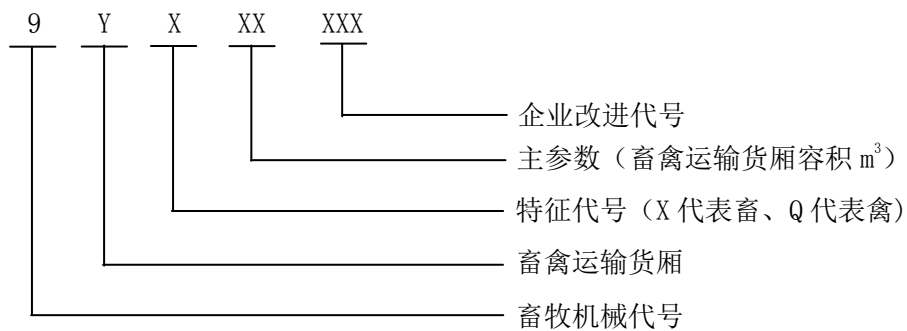 9 Y X XX XXX
企业改进代号
主参数（畜禽运输货厢容积 m³）
特征代号（X 代表畜、Q 代表禽)
畜禽运输货厢
畜牧机械代号